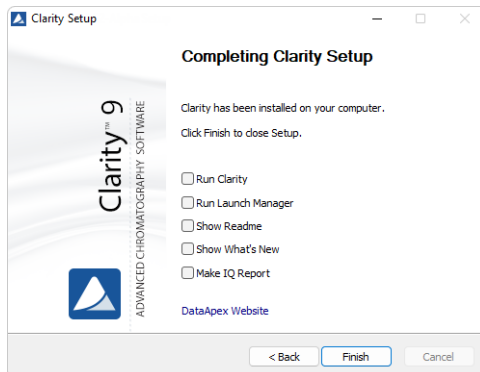 Clarity Setup
Completing Clarity Setup
Clarity has been installed on your computer.
Click Finish to close Setup.
Run Clarity
Run Launch Manager
Show Readme
Show What's New
Make IQ Report
DataApex Website
Clarity™ 9
ADVANCED CHROMATOGRAPHY SOFTWARE
< Back
Finish
Cancel